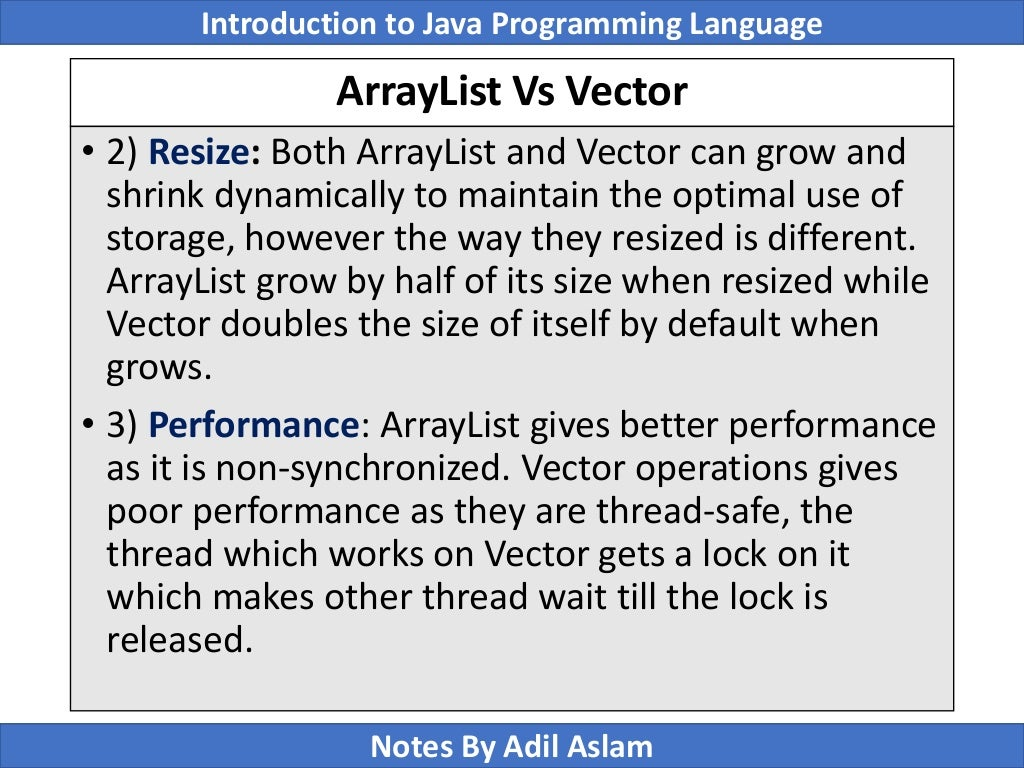 Introduction to Java Programming Language
ArrayList Vs Vector
• 2) Resize: Both ArrayList and Vector can grow and
shrink dynamically to maintain the optimal use of
storage, however the way they resized is different.
ArrayList grow by half of its size when resized while
Vector doubles the size of itself by default when
grows.
• 3) Performance: ArrayList gives better performance
as it is non-synchronized. Vector operations gives
poor performance as they are thread-safe, the
thread which works on Vector gets a lock on it
which makes other thread wait till the lock is
released.
Notes By Adil Aslam